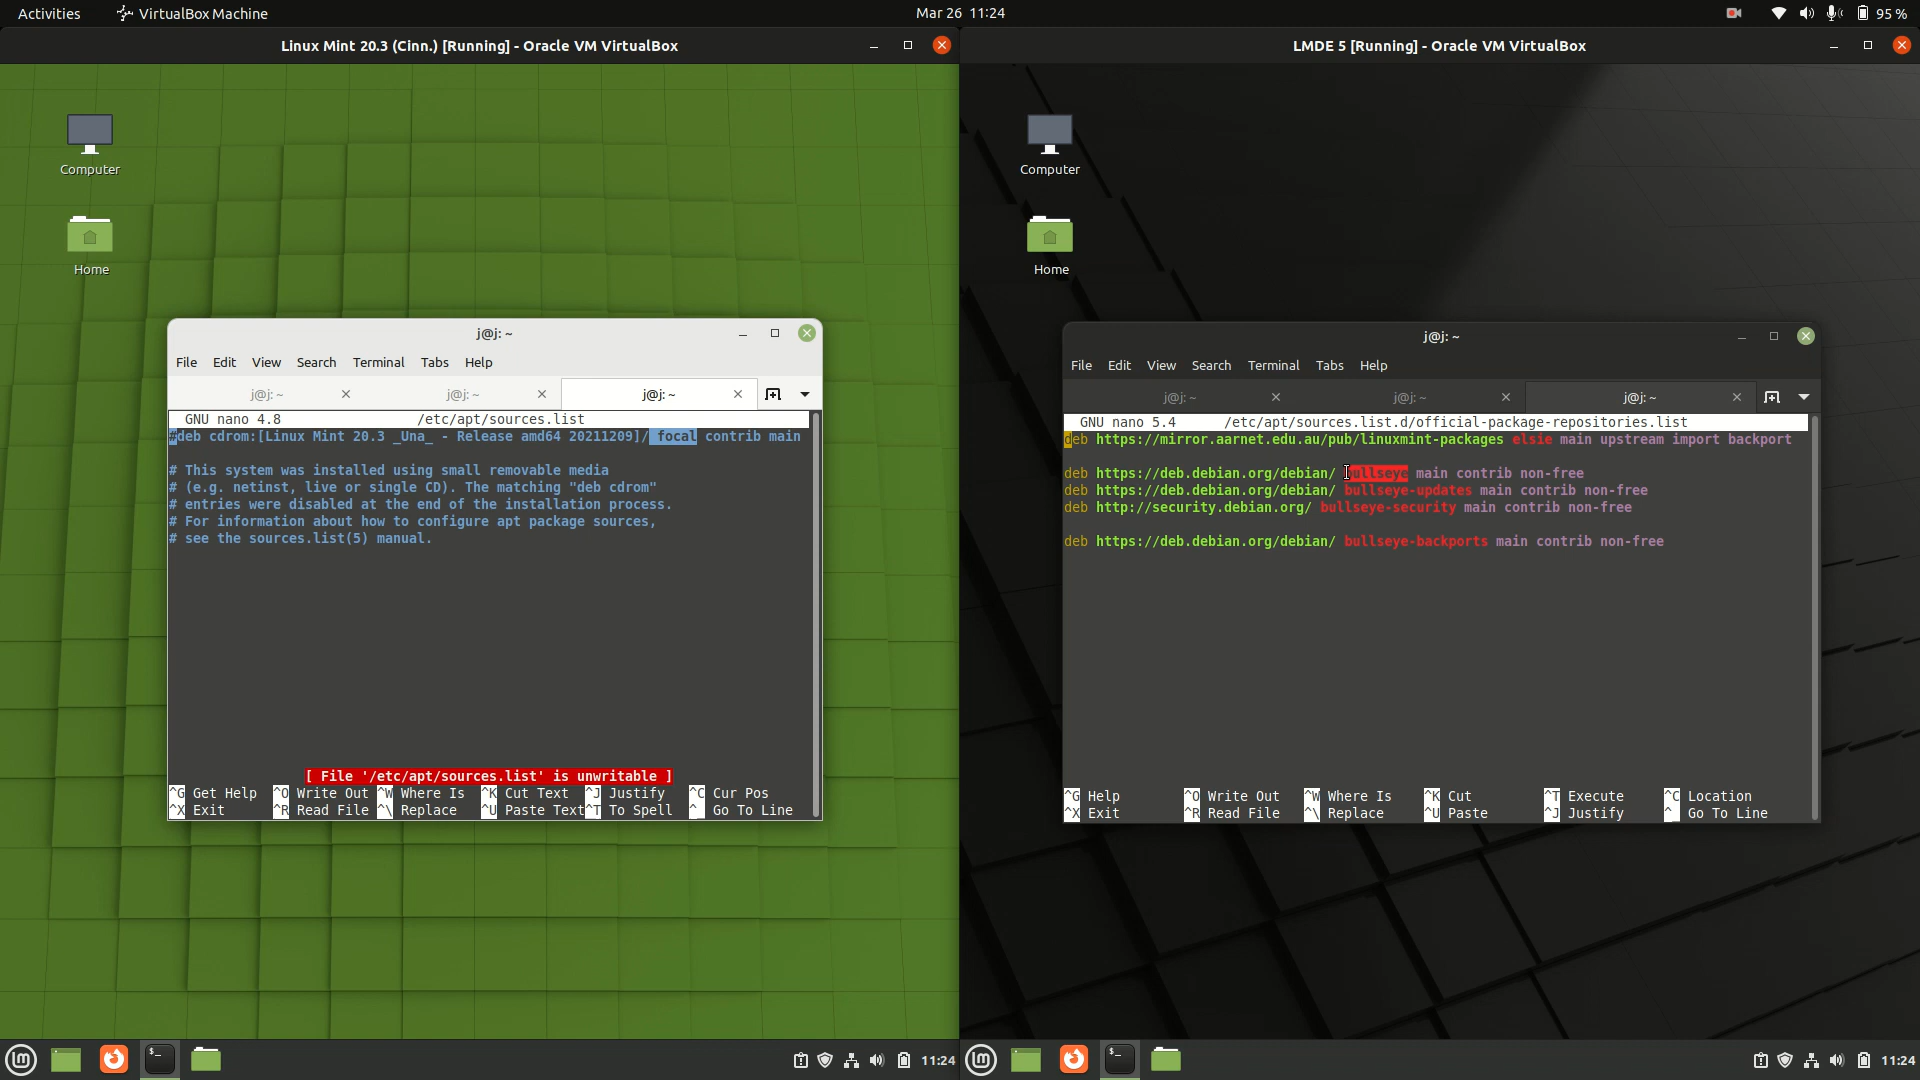 Activities VirtualBox Machine Mar 26 11:24 95 %
Linux Mint 20.3 (Cinn.) [Running] - Oracle VM VirtualBox
Computer
Home
j@j: ~
File Edit View Search Terminal Tabs Help
j@j: ~ j@j: ~ j@j: ~
GNU nano 4.8 /etc/apt/sources.list
#deb cdrom:[Linux Mint 20.3 _Una_ - Release amd64 20211209]/ focal contrib main
# This system was installed using small removable media
# (e.g. netinst, live or single CD). The matching "deb cdrom"
# entries were disabled at the end of the installation process.
# For information about how to configure apt package sources,
# see the sources.list(5) manual.
[ File '/etc/apt/sources.list' is unwritable ]
^G Get Help ^O Write Out ^W Where Is ^K Cut Text ^J Justify ^C Cur Pos
^X Exit ^R Read File ^\ Replace ^U Paste Text ^T To Spell ^_ Go To Line
11:24
LMDE 5 [Running] - Oracle VM VirtualBox
Computer
Home
j@j: ~
File Edit View Search Terminal Tabs Help
j@j: ~ j@j: ~ j@j: ~
GNU nano 5.4 /etc/apt/sources.list.d/official-package-repositories.list
deb https://mirror.aarnet.edu.au/pub/linuxmint-packages elsie main upstream import backport
deb https://deb.debian.org/debian/ bullseye main contrib non-free
deb https://deb.debian.org/debian/ bullseye-updates main contrib non-free
deb http://security.debian.org/ bullseye-security main contrib non-free
deb https://deb.debian.org/debian/ bullseye-backports main contrib non-free
^G Help ^O Write Out ^W Where Is ^K Cut ^T Execute ^C Location
^X Exit ^R Read File ^\ Replace ^U Paste ^J Justify ^_ Go To Line
11:24